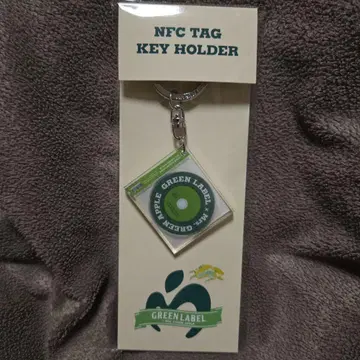 NFC TAG
KEY HOLDER
GREEN LABEL × Mrs. GREEN APPLE
GREEN LABEL